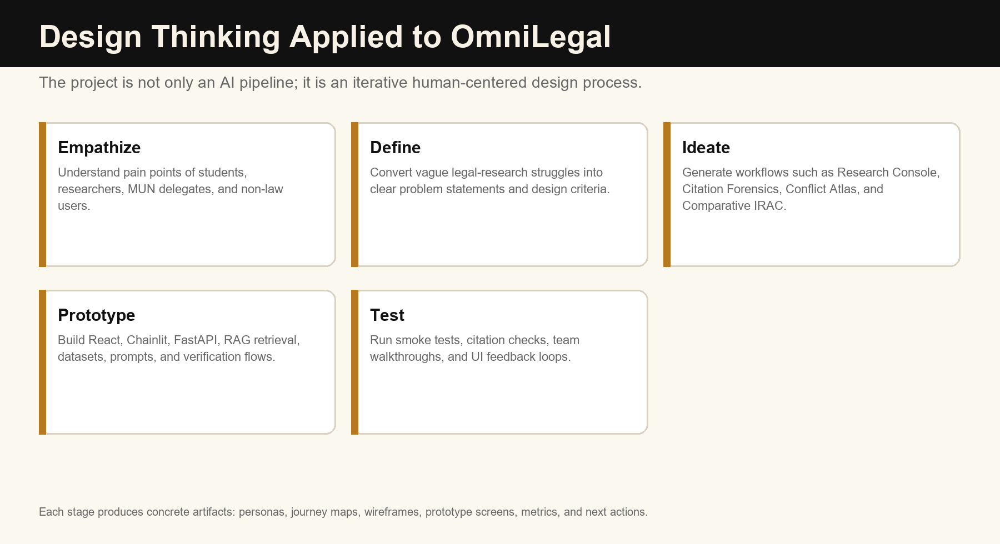 Design Thinking Applied to OmniLegal
The project is not only an AI pipeline; it is an iterative human-centered design process.
Empathize
Understand pain points of students,
researchers, MUN delegates, and non-law
users.
Define
Convert vague legal-research struggles into
clear problem statements and design criteria.
Ideate
Generate workflows such as Research Console,
Citation Forensics, Conflict Atlas, and
Comparative IRAC.
Prototype
Build React, Chainlit, FastAPI, RAG retrieval,
datasets, prompts, and verification flows.
Test
Run smoke tests, citation checks, team
walkthroughs, and UI feedback loops.
Each stage produces concrete artifacts: personas, journey maps, wireframes, prototype screens, metrics, and next actions.